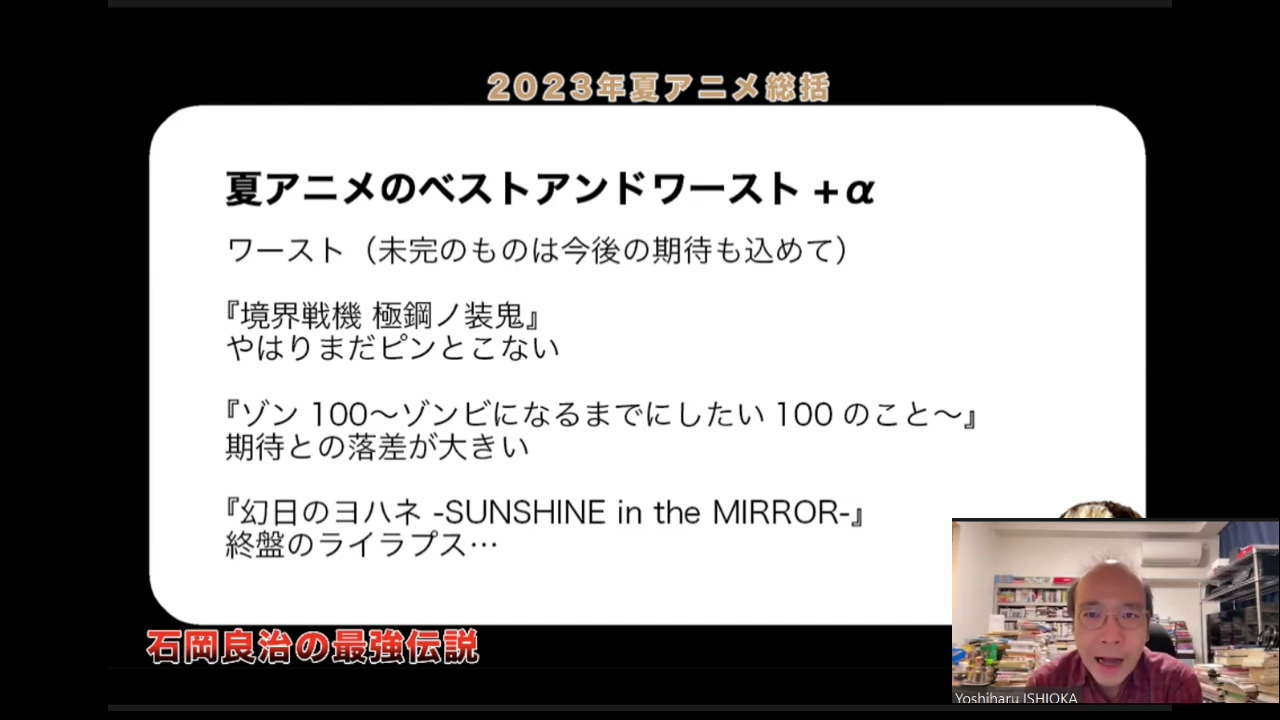 2023年夏アニメ総括
夏アニメのベストアンドワースト +α
ワースト（未完のものは今後の期待も込めて）
『境界戦機 極鋼ノ装鬼』
やはりまだピンとこない
『ゾン 100～ゾンビになるまでにしたい 100 のこと～』
期待との落差が大きい
『幻日のヨハネ -SUNSHINE in the MIRROR-』
終盤のライラプス…
石岡良治の最強伝説
Yoshiharu ISHIOKA